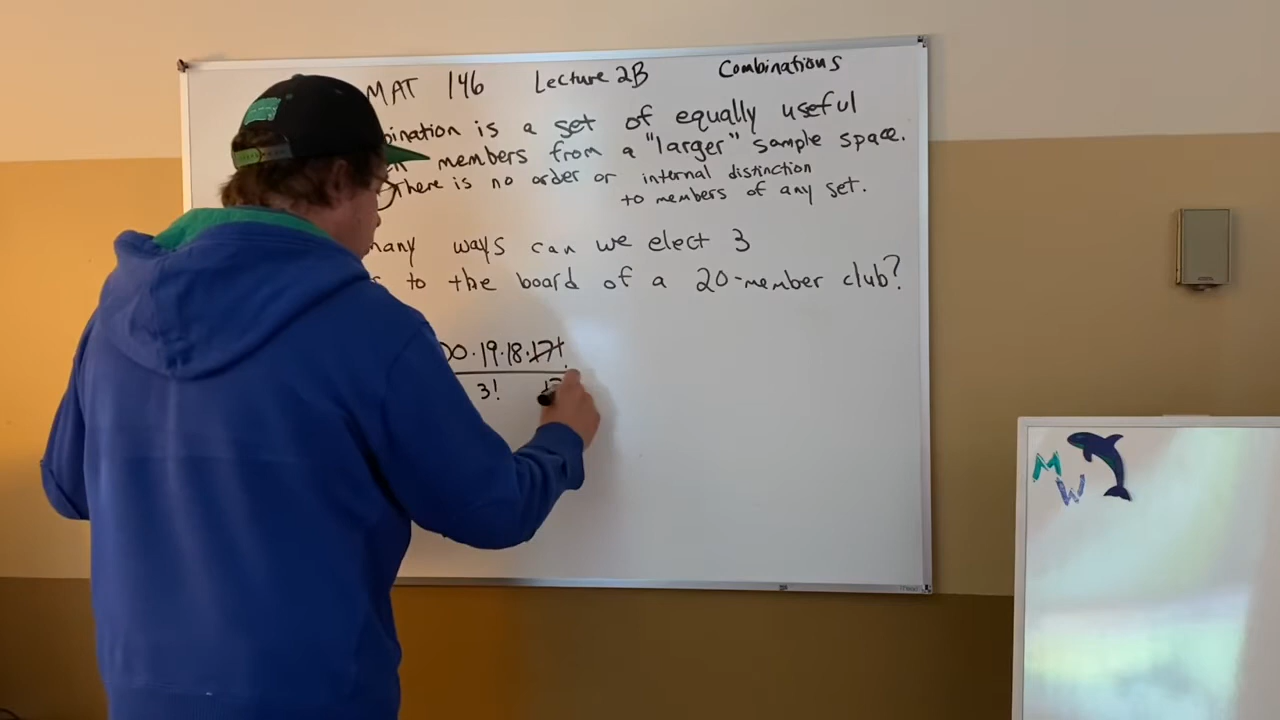 MAT 146 Lecture 2B Combinations
bination is a set of equally useful
members from a "larger" sample space.
There is no order or internal distinction
to members of any set.
many ways can we elect 3
to the board of a 20-member club?
0·19·18·17!
3!
M
W